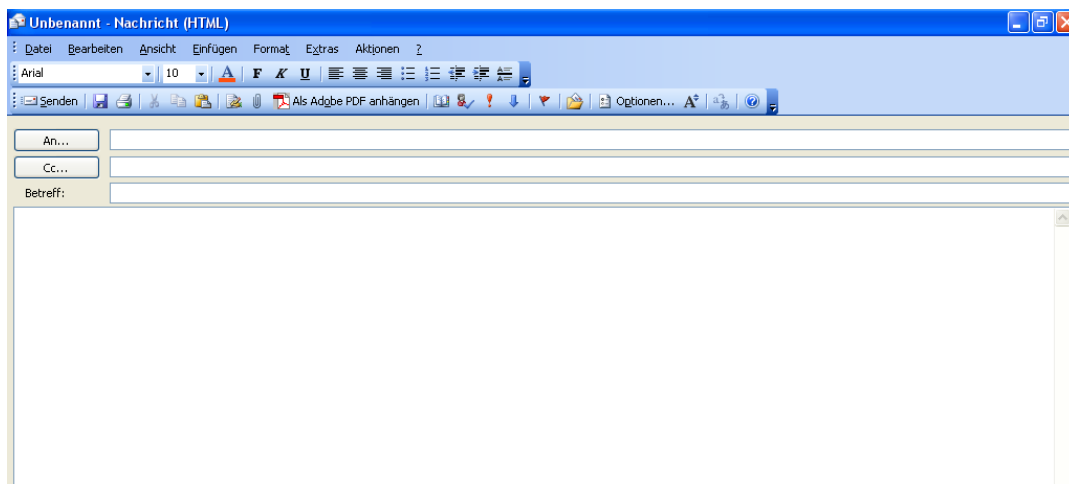 Unbenannt - Nachricht (HTML)
Datei Bearbeiten Ansicht Einfügen Format Extras Aktionen ?
Arial 10 A F K U
Senden Als Adobe PDF anhängen Optionen...
An...
Cc...
Betreff: